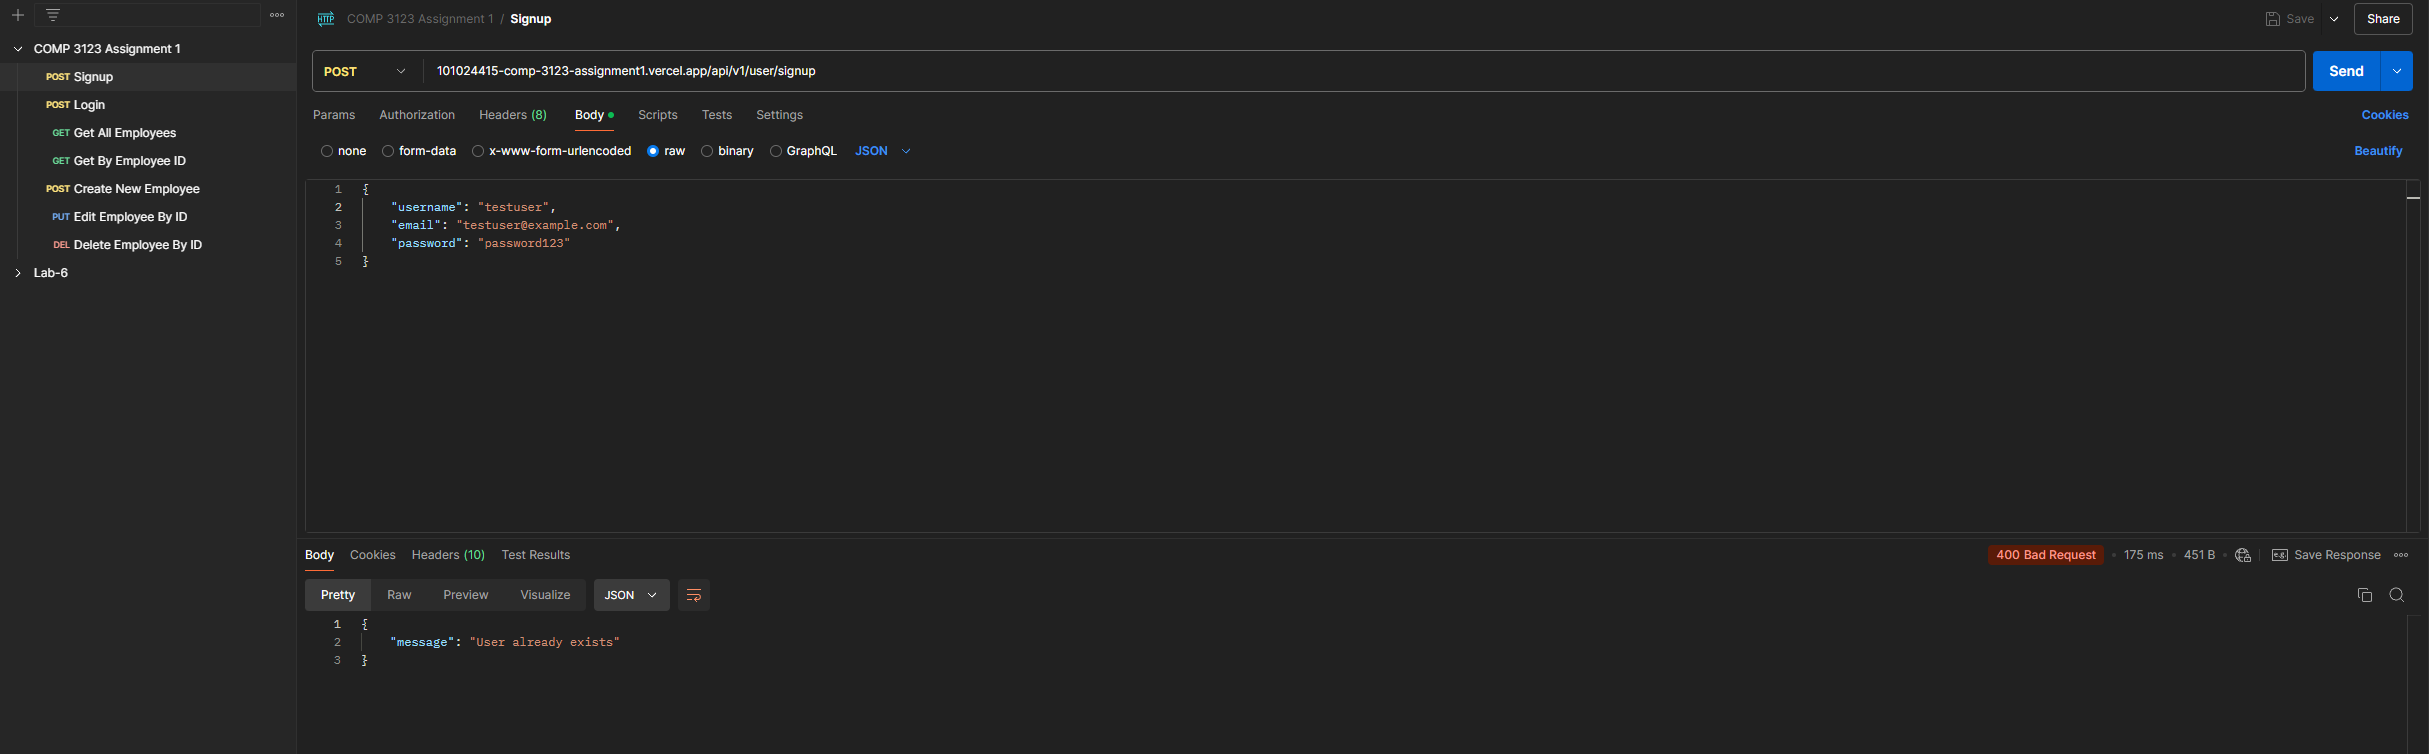 COMP 3123 Assignment 1
POST Signup
POST Login
GET Get All Employees
GET Get By Employee ID
POST Create New Employee
PUT Edit Employee By ID
DEL Delete Employee By ID
Lab-6
HTTP COMP 3123 Assignment 1 / Signup
Save
Share
POST 101024415-comp-3123-assignment1.vercel.app/api/v1/user/signup
Send
Params Authorization Headers (8) Body Scripts Tests Settings
Cookies
none form-data x-www-form-urlencoded raw binary GraphQL JSON
Beautify
1 {
2 "username": "testuser",
3 "email": "testuser@example.com",
4 "password": "password123"
5 }
Body Cookies Headers (10) Test Results
400 Bad Request 175 ms 451 B e.g. Save Response
Pretty Raw Preview Visualize JSON
1 {
2 "message": "User already exists"
3 }